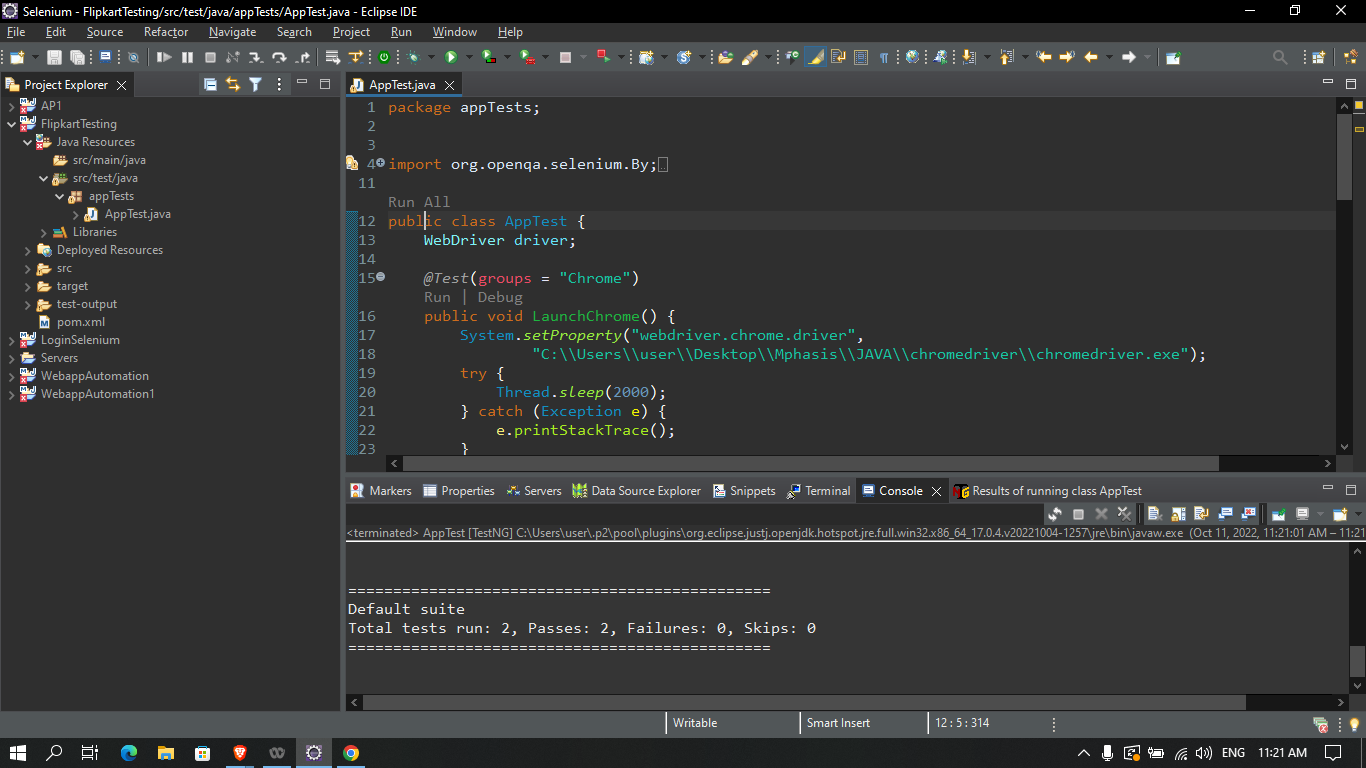 Selenium - FlipkartTesting/src/test/java/appTests/AppTest.java - Eclipse IDE
File Edit Source Refactor Navigate Search Project Run Window Help
Project Explorer
AP1
FlipkartTesting
Java Resources
src/main/java
src/test/java
appTests
AppTest.java
Libraries
Deployed Resources
src
target
test-output
pom.xml
LoginSelenium
Servers
WebappAutomation
WebappAutomation1
AppTest.java
1 package appTests;
2
3
4 import org.openqa.selenium.By;
11
Run All
12 public class AppTest {
13 WebDriver driver;
14
15 @Test(groups = "Chrome")
Run | Debug
16 public void LaunchChrome() {
17 System.setProperty("webdriver.chrome.driver",
18 "C:\\Users\\user\\Desktop\\Mphasis\\JAVA\\chromedriver\\chromedriver.exe");
19 try {
20 Thread.sleep(2000);
21 } catch (Exception e) {
22 e.printStackTrace();
23 }
Markers Properties Servers Data Source Explorer Snippets Terminal Console Results of running class AppTest
<terminated> AppTest [TestNG] C:\Users\user\.p2\pool\plugins\org.eclipse.justj.openjdk.hotspot.jre.full.win32.x86_64_17.0.4.v20221004-1257\jre\bin\javaw.exe (Oct 11, 2022, 11:21:01 AM – 11:21
===============================================
Default suite
Total tests run: 2, Passes: 2, Failures: 0, Skips: 0
===============================================
Writable Smart Insert 12 : 5 : 314
ENG 11:21 AM